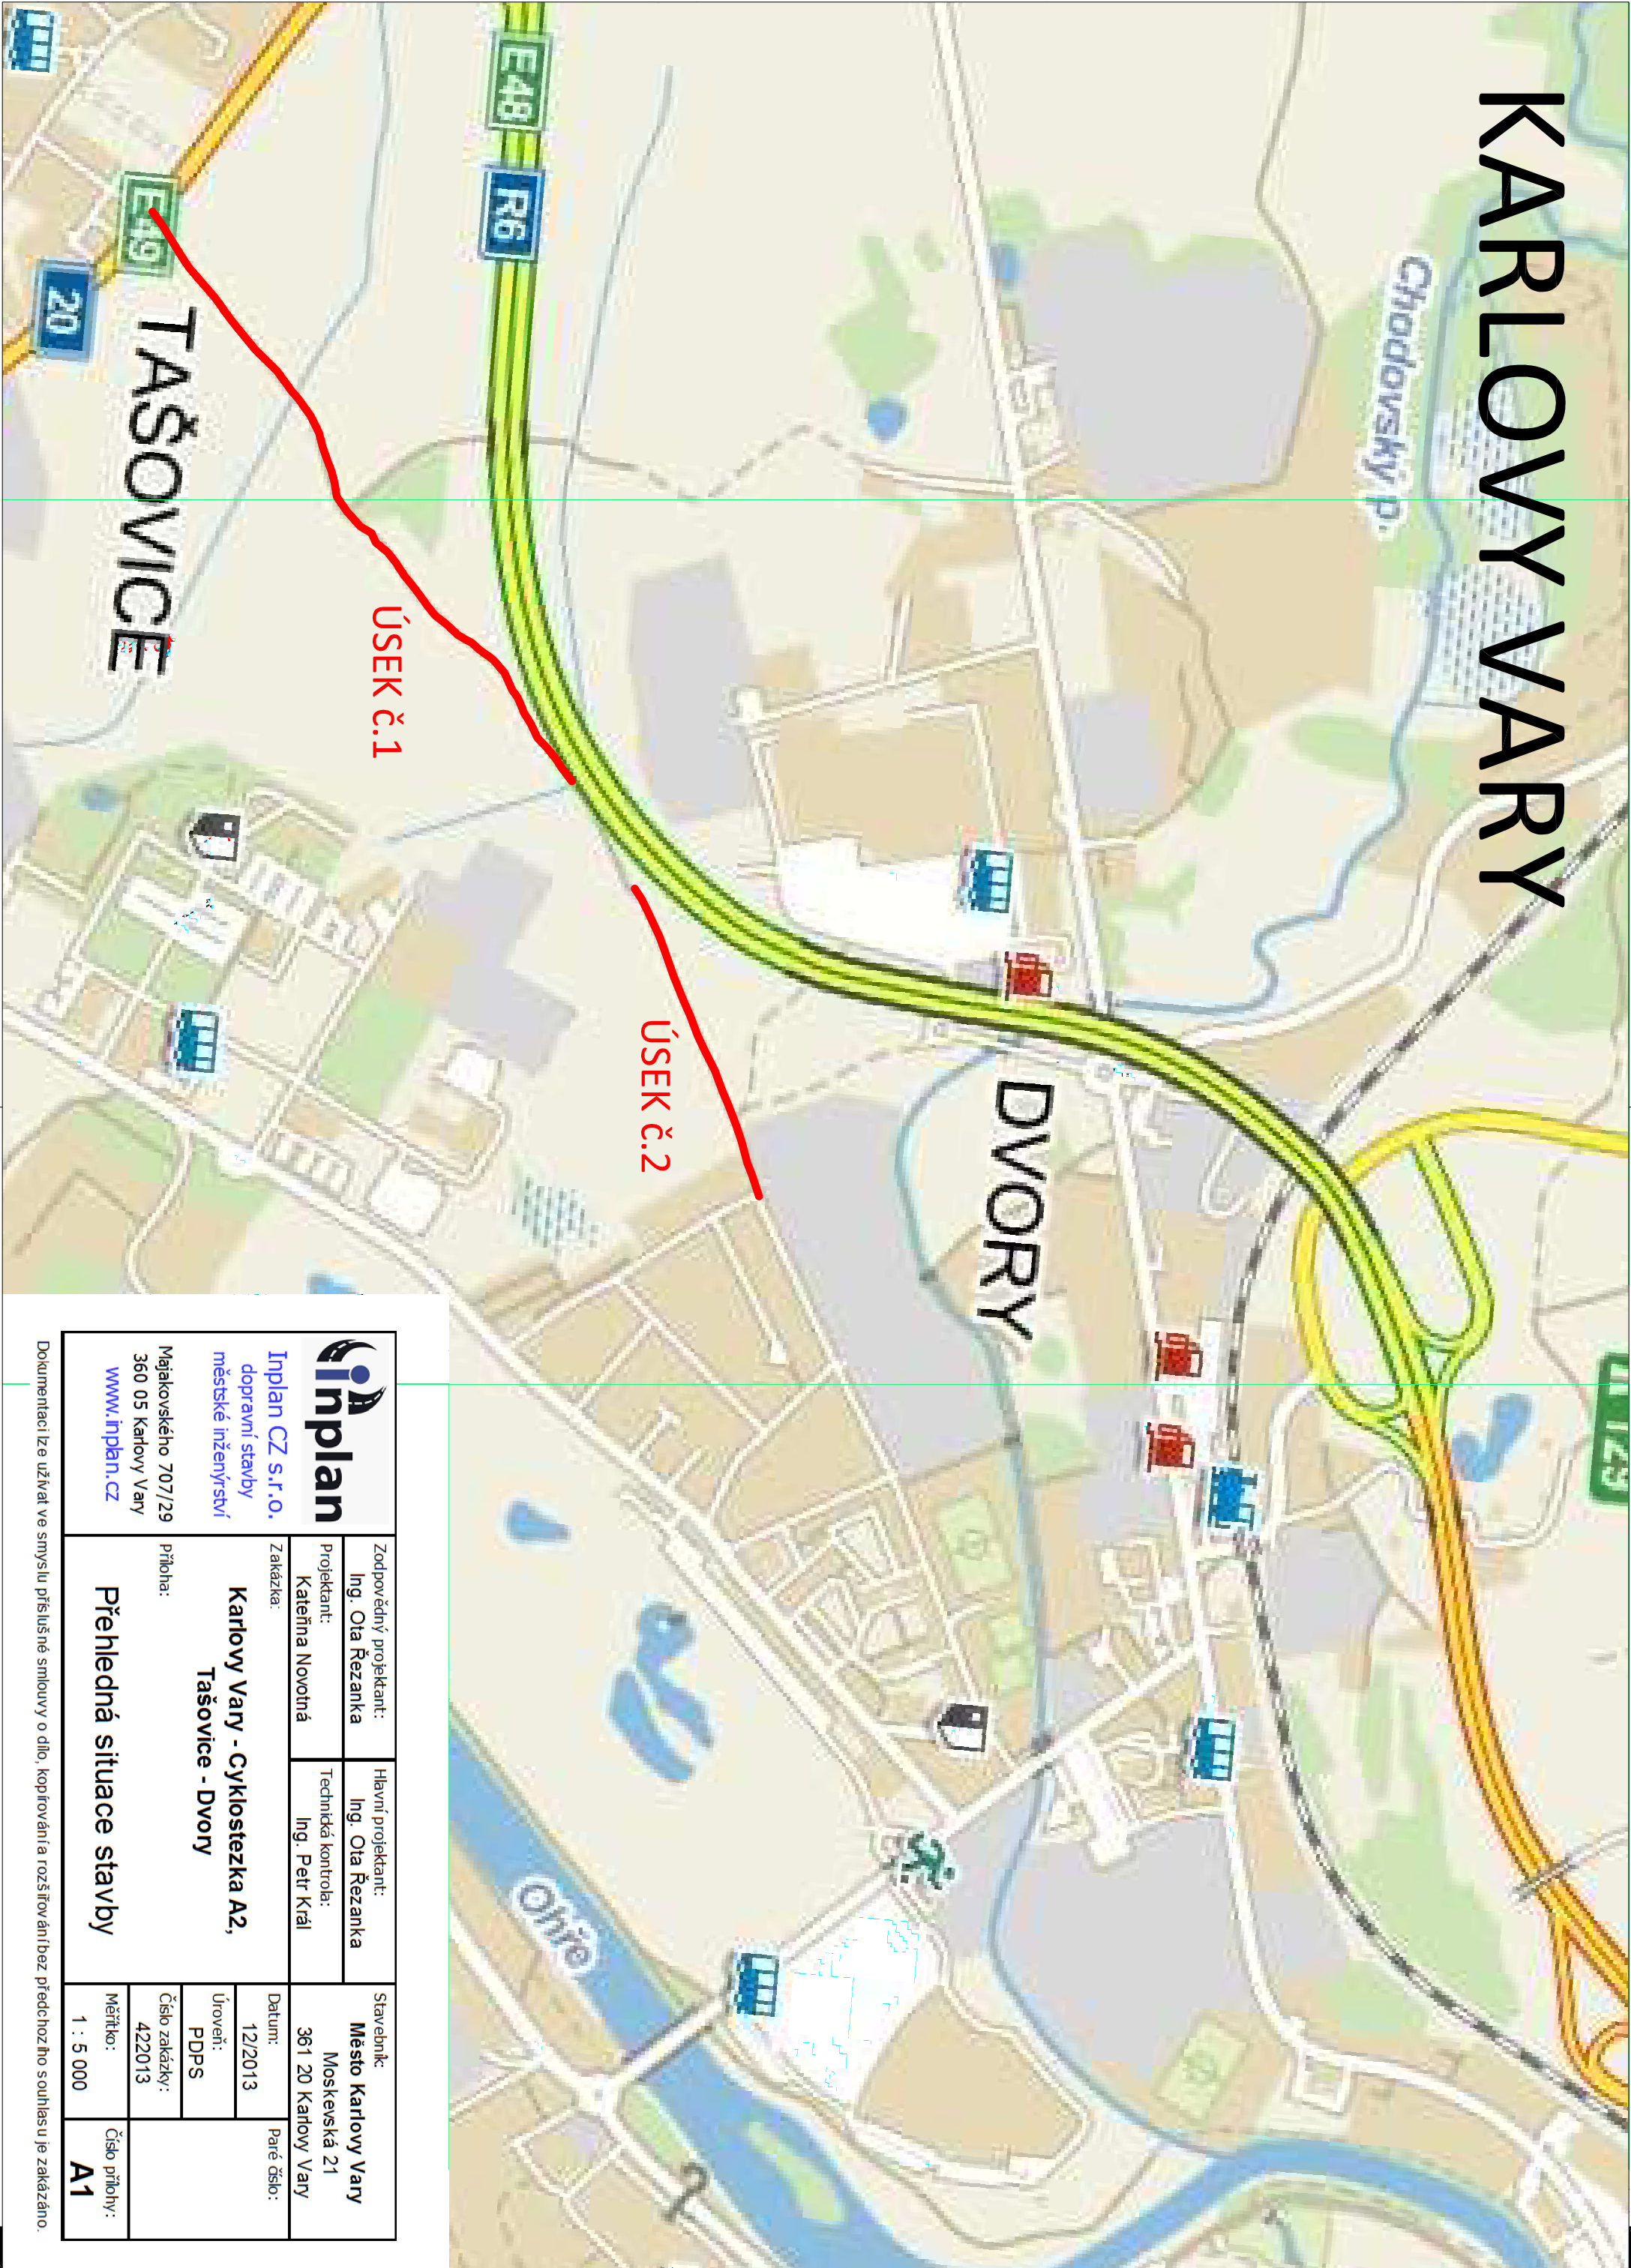 KARLOVY VARY
Chodovský p.
E48
R6
E49
20
TAŠOVICE
ÚSEK č.1
ÚSEK č.2
DVORY
Ohře
inplan
Inplan CZ s.r.o.
dopravní stavby
městské inženýrství
Majakovského 707/29
360 05 Karlovy Vary
www.inplan.cz
Zodpovědný projektant:
Ing. Ota Řezanka
Hlavní projektant:
Ing. Ota Řezanka
Projektant:
Kateřina Novotná
Technická kontrola:
Ing. Petr Král
Stavebník:
Město Karlovy Vary
Moskevská 21
361 20 Karlovy Vary
Zakázka:
Karlovy Vary - Cyklostezka A2,
Tašovice - Dvory
Datum:
12/2013
Paré číslo:
Úroveň:
PDPS
Číslo zakázky:
422013
Příloha:
Přehledná situace stavby
Měřítko:
1 : 5 000
Číslo přílohy:
A1
Dokumentaci lze užívat ve smyslu příslušné smlouvy o dílo, kopírování a rozšiřování bez předchozího souhlasu je zakázáno.